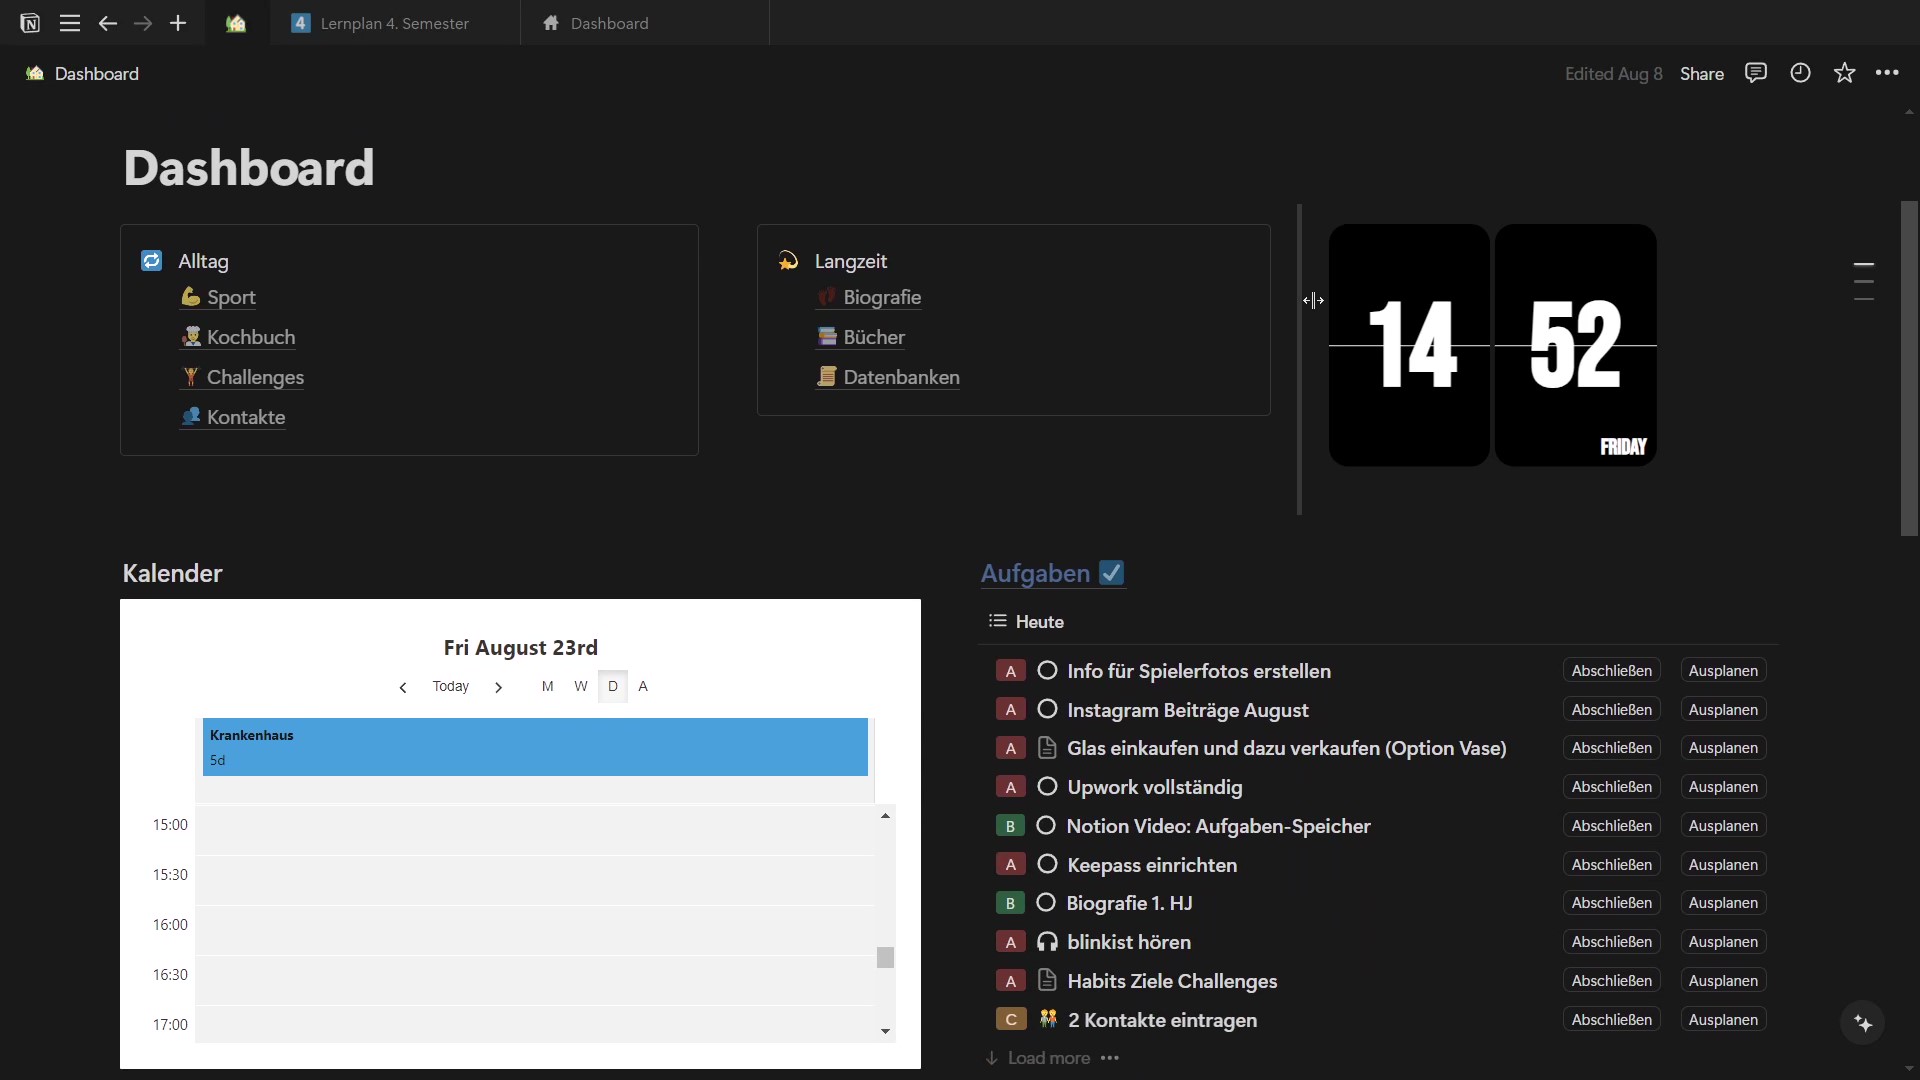 4 Lernplan 4. Semester
Dashboard
Dashboard
Edited Aug 8
Share
Dashboard
Alltag
Sport
Kochbuch
Challenges
Kontakte
Langzeit
Biografie
Bücher
Datenbanken
14
52
FRIDAY
Kalender
Fri August 23rd
Today
M
W
D
A
Krankenhaus
5d
15:00
15:30
16:00
16:30
17:00
Aufgaben
Heute
A Info für Spielerfotos erstellen Abschließen Ausplanen
A Instagram Beiträge August Abschließen Ausplanen
A Glas einkaufen und dazu verkaufen (Option Vase) Abschließen Ausplanen
A Upwork vollständig Abschließen Ausplanen
B Notion Video: Aufgaben-Speicher Abschließen Ausplanen
A Keepass einrichten Abschließen Ausplanen
B Biografie 1. HJ Abschließen Ausplanen
A blinkist hören Abschließen Ausplanen
A Habits Ziele Challenges Abschließen Ausplanen
C 2 Kontakte eintragen Abschließen Ausplanen
Load more